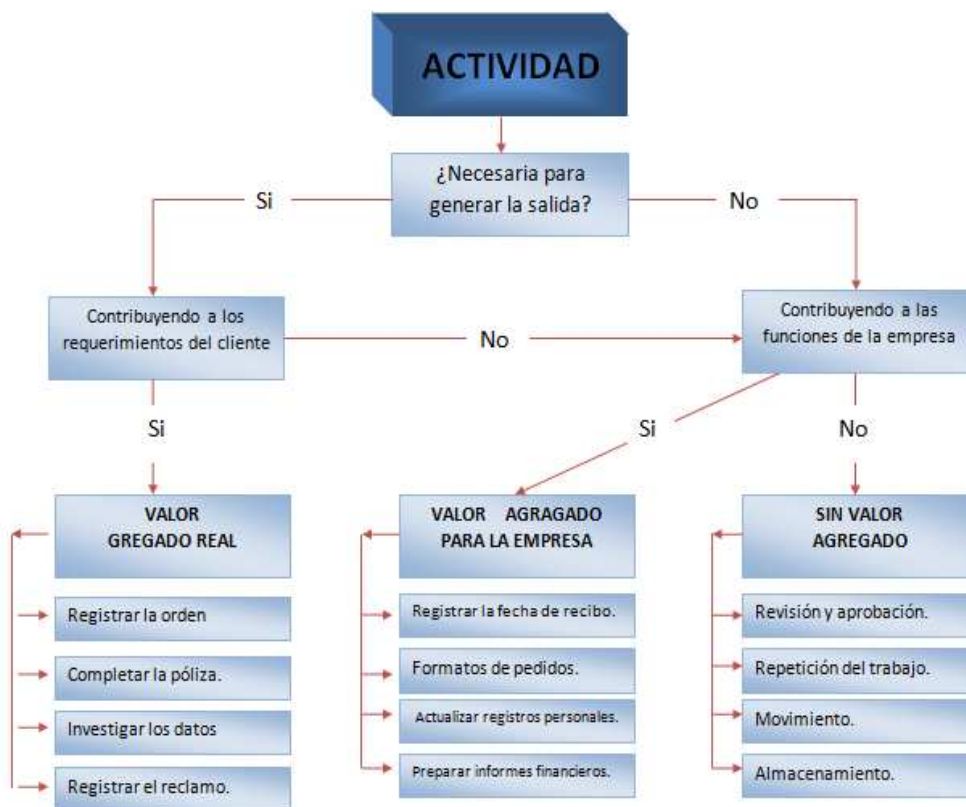 ACTIVIDAD
¿Necesaria para
generar la salida?
Si
No
Contribuyendo a los
requerimientos del cliente
No
Contribuyendo a las
funciones de la empresa
Si
Si
No
VALOR
GREGADO REAL
VALOR AGRAGADO
PARA LA EMPRESA
SIN VALOR
AGREGADO
Registrar la orden
Completar la póliza.
Investigar los datos
Registrar el reclamo.
Registrar la fecha de recibo.
Formatos de pedidos.
Actualizar registros personales.
Preparar informes financieros.
Revisión y aprobación.
Repetición del trabajo.
Movimiento.
Almacenamiento.